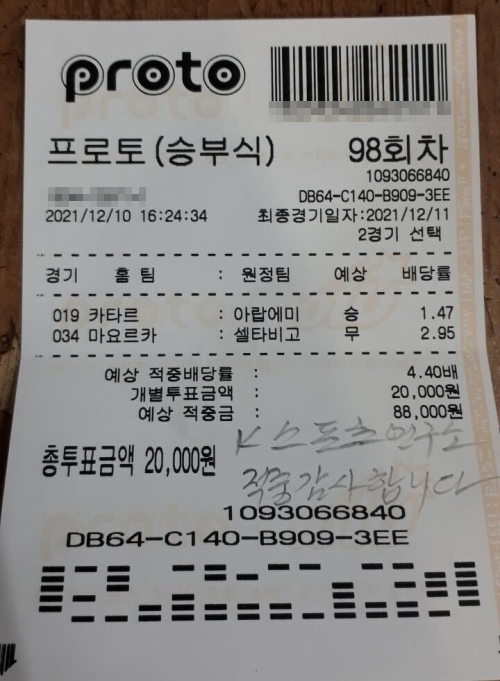 proto
프로토(승부식) 98회차
1093066840
DB64-C140-B909-3EE
2021/12/10 16:24:34 최종경기일자:2021/12/11
2경기 선택
경기 홈 팀 : 원정팀 예상 배당률
019 카타르 : 아랍에미 승 1.47
034 마요르카 : 셀타비고 무 2.95
예상 적중배당률 : 4.40배
개별투표금액 : 20,000원
예상 적중금 : 88,000원
총투표금액 20,000원
K스포츠연구소
적중감사합니다
1093066840
DB64-C140-B909-3EE